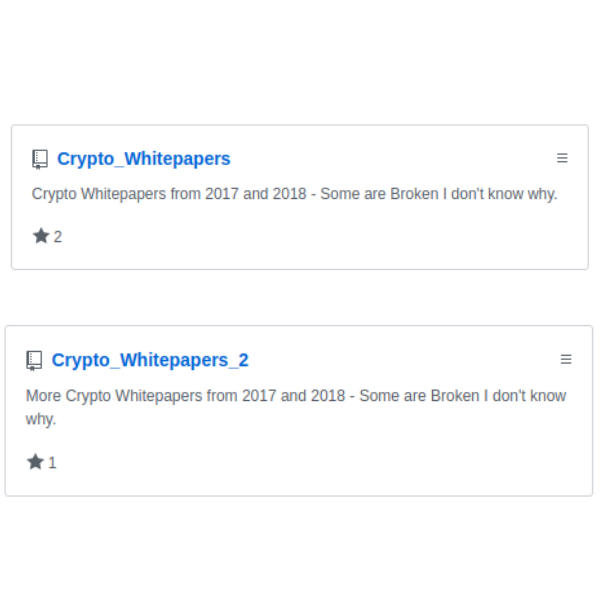 Crypto_Whitepapers
Crypto Whitepapers from 2017 and 2018 - Some are Broken I don't know why.
2
Crypto_Whitepapers_2
More Crypto Whitepapers from 2017 and 2018 - Some are Broken I don't know
why.
1